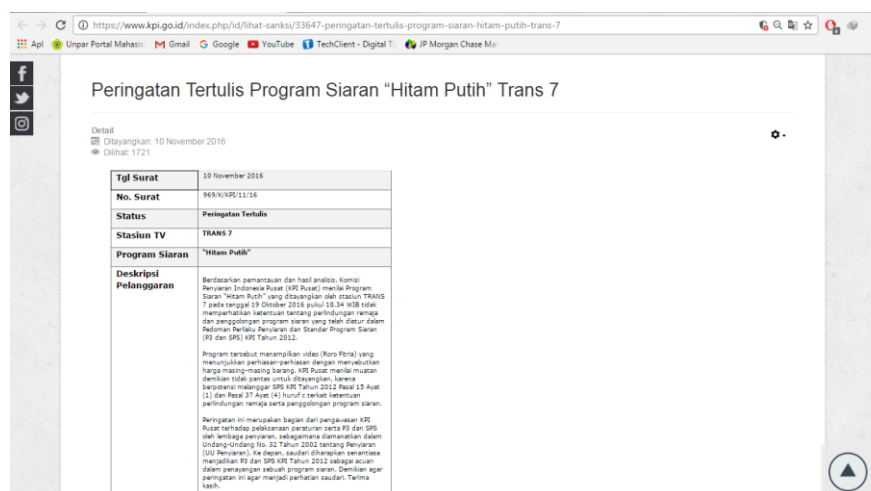 https://www.kpi.go.id/index.php/id/lihat-sanksi/33647-peringatan-tertulis-program-siaran-hitam-putih-trans-7
Apl Unpar Portal Mahasis M Gmail G Google YouTube TechClient - Digital T JP Morgan Chase Ma
Peringatan Tertulis Program Siaran “Hitam Putih” Trans 7
Detail
Ditayangkan: 10 November 2016
Dilihat: 1721
Tgl Surat 10 November 2016
No. Surat 969/K/KPI/11/16
Status Peringatan Tertulis
Stasiun TV TRANS 7
Program Siaran "Hitam Putih"
Deskripsi
Pelanggaran
Berdasarkan pemantauan dan hasil analisis, Komisi
Penyiaran Indonesia Pusat (KPI Pusat) menilai Program
Siaran "Hitam Putih" yang ditayangkan oleh stasiun TRANS
7 pada tanggal 19 Oktober 2016 pukul 18.34 WIB tidak
memperhatikan ketentuan tentang perlindungan remaja
dan penggolongan program siaran yang telah diatur dalam
Pedoman Perilaku Penyiaran dan Standar Program Siaran
(P3 dan SPS) KPI Tahun 2012.
Program tersebut menampilkan video (Roro Fitria) yang
menunjukkan perhiasan-perhiasan dengan menyebutkan
harga masing-masing barang. KPI Pusat menilai muatan
demikian tidak pantas untuk ditayangkan, karena
berpotensi melanggar SPS KPI Tahun 2012 Pasal 15 Ayat
(1) dan Pasal 37 Ayat (4) huruf c terkait ketentuan
perlindungan remaja serta penggolongan program siaran.
Peringatan ini merupakan bagian dari pengawasan KPI
Pusat terhadap pelaksanaan peraturan serta P3 dan SPS
oleh lembaga penyiaran, sebagaimana diamanatkan dalam
Undang-Undang No. 32 Tahun 2002 tentang Penyiaran
(UU Penyiaran). Ke depan, saudari diharapkan senantiasa
menjadikan P3 dan SPS KPI Tahun 2012 sebagai acuan
dalam penayangan sebuah program siaran. Demikian agar
peringatan ini agar menjadi perhatian saudari. Terima
kasih.